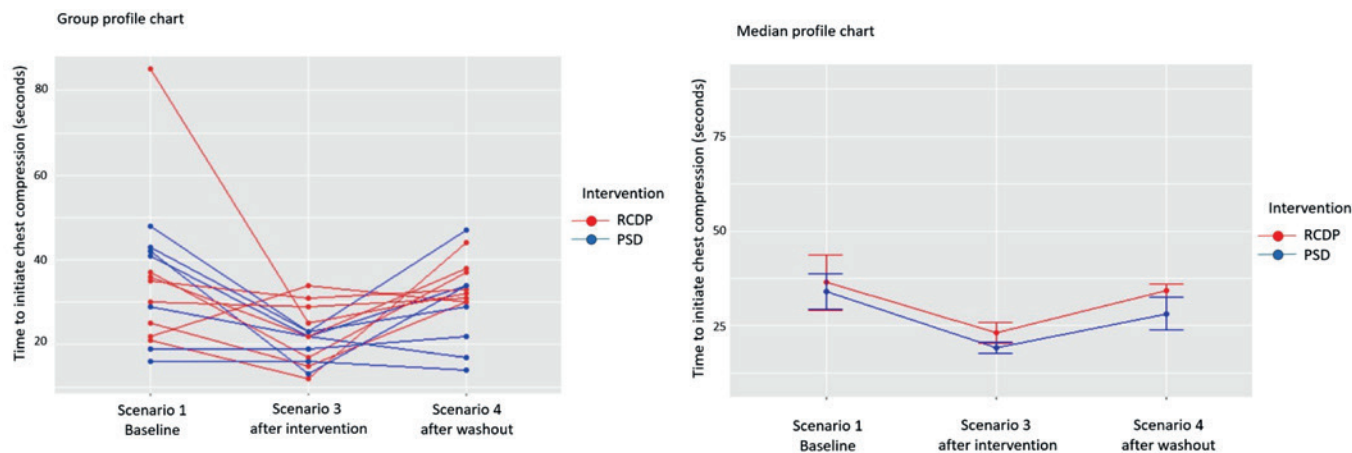 Group profile chart
Time to initiate chest compression (seconds)
80
60
40
20
Scenario 1
Baseline
Scenario 3
after intervention
Scenario 4
after washout
Intervention
RCDP
PSD
Median profile chart
Time to initiate chest compression (seconds)
75
50
25
Scenario 1
Baseline
Scenario 3
after intervention
Scenario 4
after washout
Intervention
RCDP
PSD